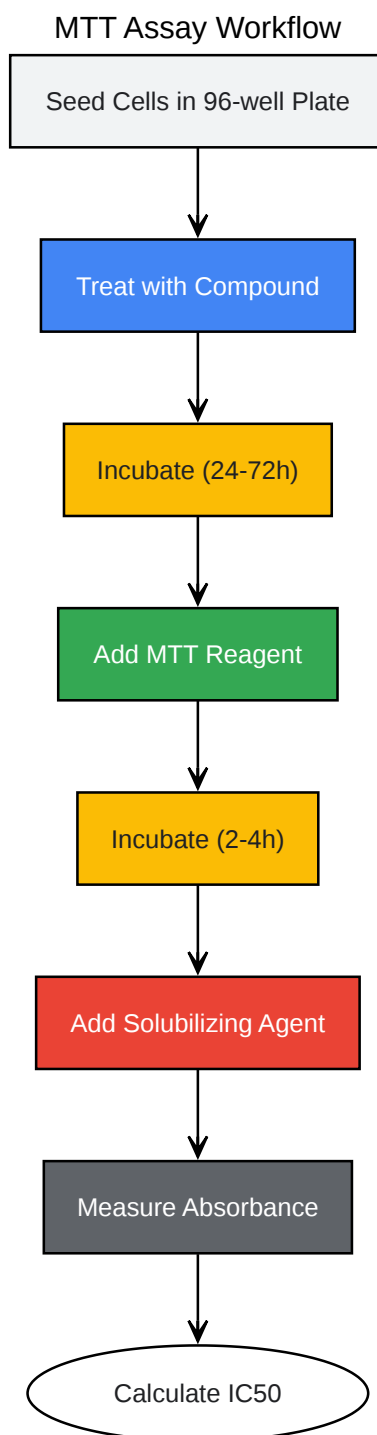 MTT Assay Workflow
Seed Cells in 96-well Plate
Treat with Compound
Incubate (24-72h)
Add MTT Reagent
Incubate (2-4h)
Add Solubilizing Agent
Measure Absorbance
Calculate IC50